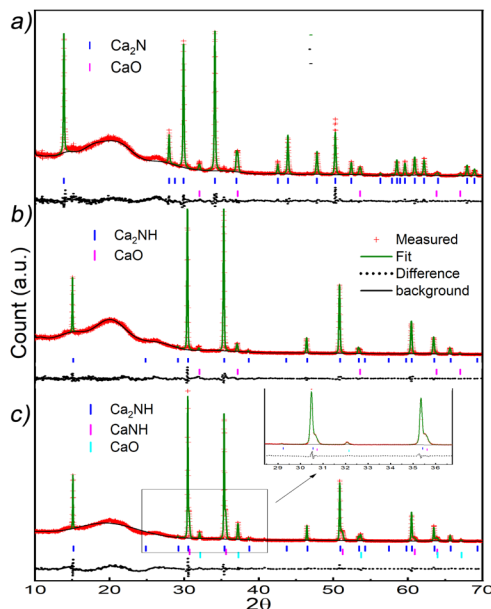 a)
Ca₂N
CaO
b)
Ca₂NH
CaO
Measured
Fit
Difference
background
Count (a.u.)
c)
Ca₂NH
CaNH
CaO
29 30 31 32 33 34 35 36
10 20 30 40 50 60 70
2θ